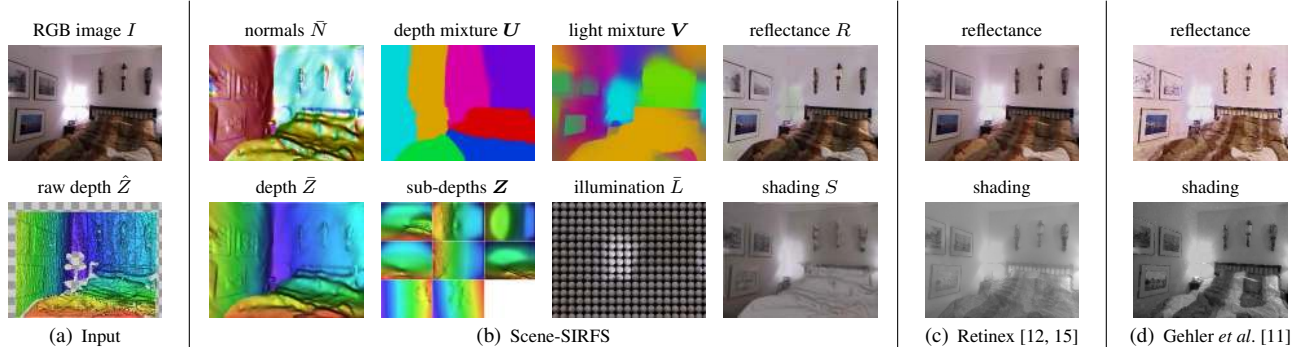 RGB image I
normals N̄
depth mixture U
light mixture V
reflectance R
reflectance
reflectance
raw depth Ẑ
depth Z̄
sub-depths Z
illumination L̄
shading S
shading
shading
(a) Input
(b) Scene-SIRFS
(c) Retinex [12, 15]
(d) Gehler et al. [11]